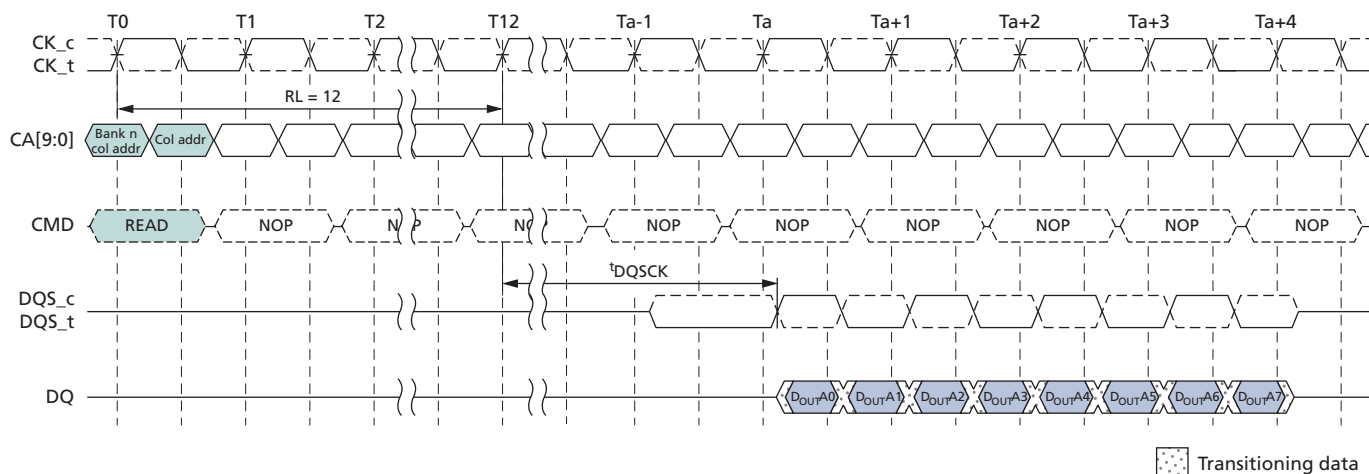 T0 T1 T2 T12 Ta-1 Ta Ta+1 Ta+2 Ta+3 Ta+4
CK_c
CK_t
RL = 12
CA[9:0]
Bank n
col addr
Col addr
CMD READ NOP NOP NOP NOP NOP NOP NOP NOP NOP
tDQSCK
DQS_c
DQS_t
DQ DOUTA0 DOUTA1 DOUTA2 DOUTA3 DOUTA4 DOUTA5 DOUTA6 DOUTA7
Transitioning data